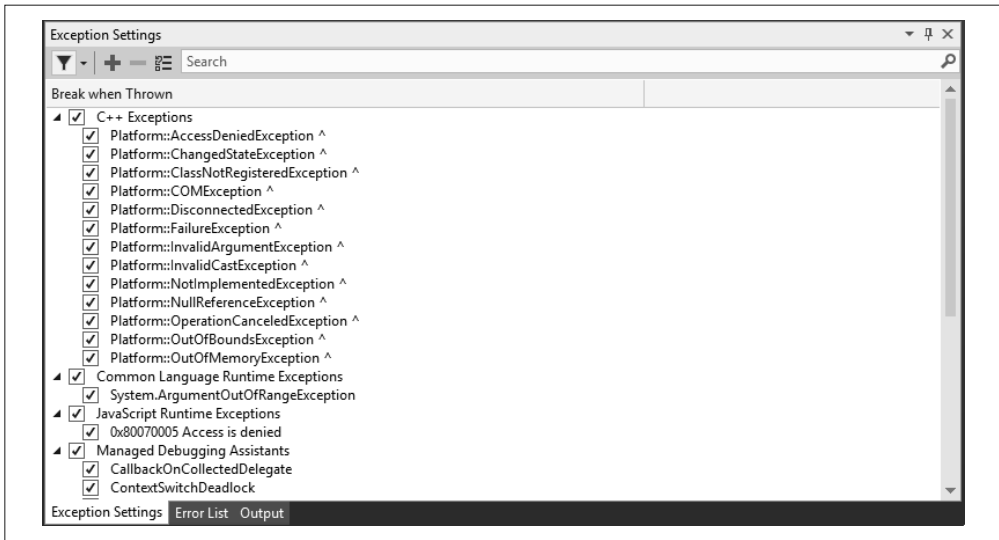 Exception Settings
Search
Break when Thrown
C++ Exceptions
Platform::AccessDeniedException ^
Platform::ChangedStateException ^
Platform::ClassNotRegisteredException ^
Platform::COMException ^
Platform::DisconnectedException ^
Platform::FailureException ^
Platform::InvalidArgumentException ^
Platform::InvalidCastException ^
Platform::NotImplementedException ^
Platform::NullReferenceException ^
Platform::OperationCanceledException ^
Platform::OutOfBoundsException ^
Platform::OutOfMemoryException ^
Common Language Runtime Exceptions
System.ArgumentOutOfRangeException
JavaScript Runtime Exceptions
0x80070005 Access is denied
Managed Debugging Assistants
CallbackOnCollectedDelegate
ContextSwitchDeadlock
Exception Settings Error List Output